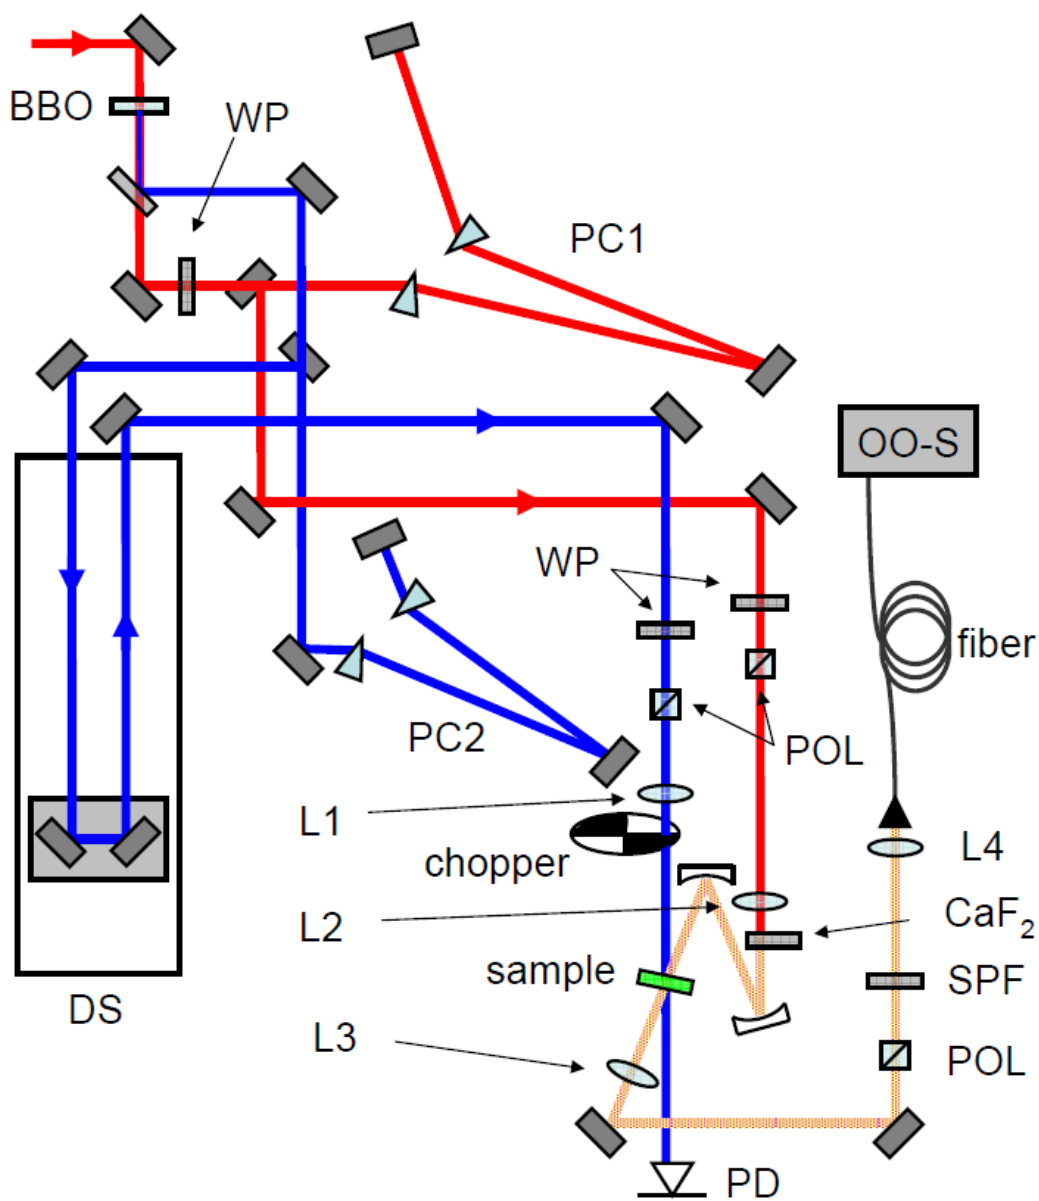 BBO
WP
PC1
OO-S
WP
fiber
PC2
POL
L1
chopper
L4
L2
CaF₂
sample
SPF
DS
L3
POL
PD